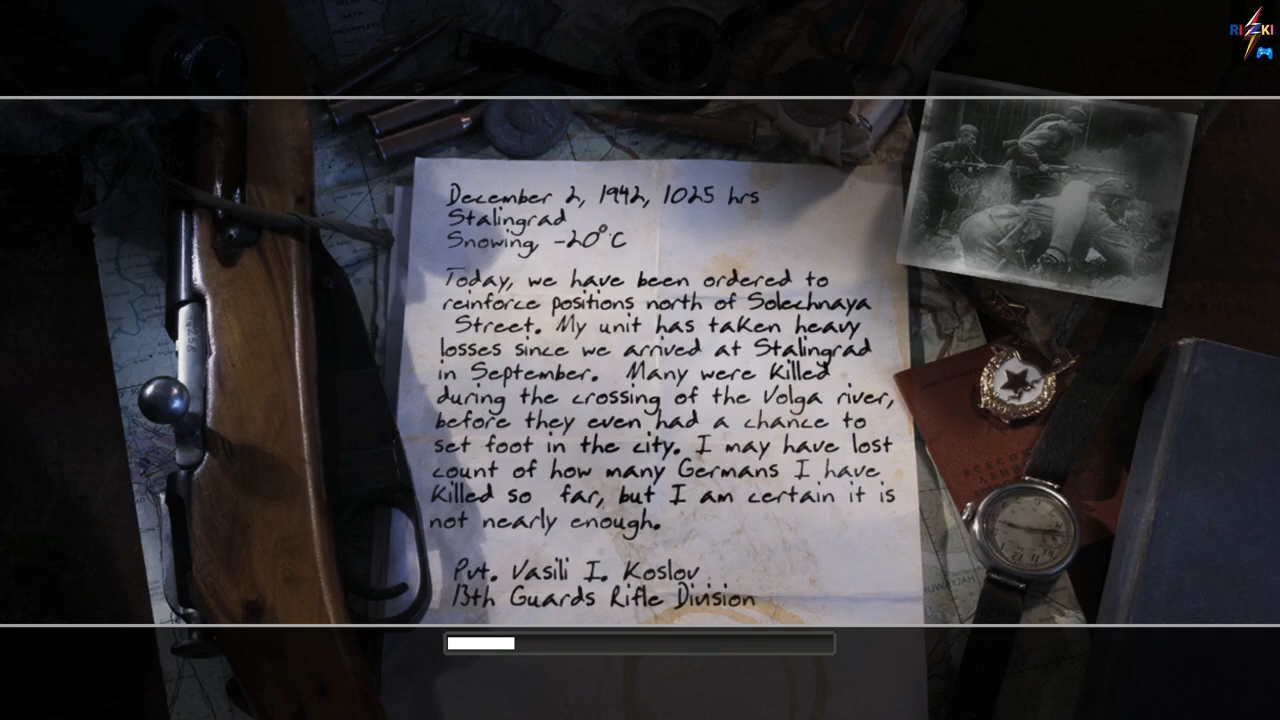 RIZKI
December 2, 1942, 1025 hrs
Stalingrad
Snowing, -20°C
Today, we have been ordered to
reinforce positions north of Solechnaya
Street. My unit has taken heavy
losses since we arrived at Stalingrad
in September. Many were killed
during the crossing of the Volga river,
before they even had a chance to
set foot in the city. I may have lost
count of how many Germans I have
killed so far, but I am certain it is
not nearly enough.
Pvt. Vasili I. Koslov
13th Guards Rifle Division